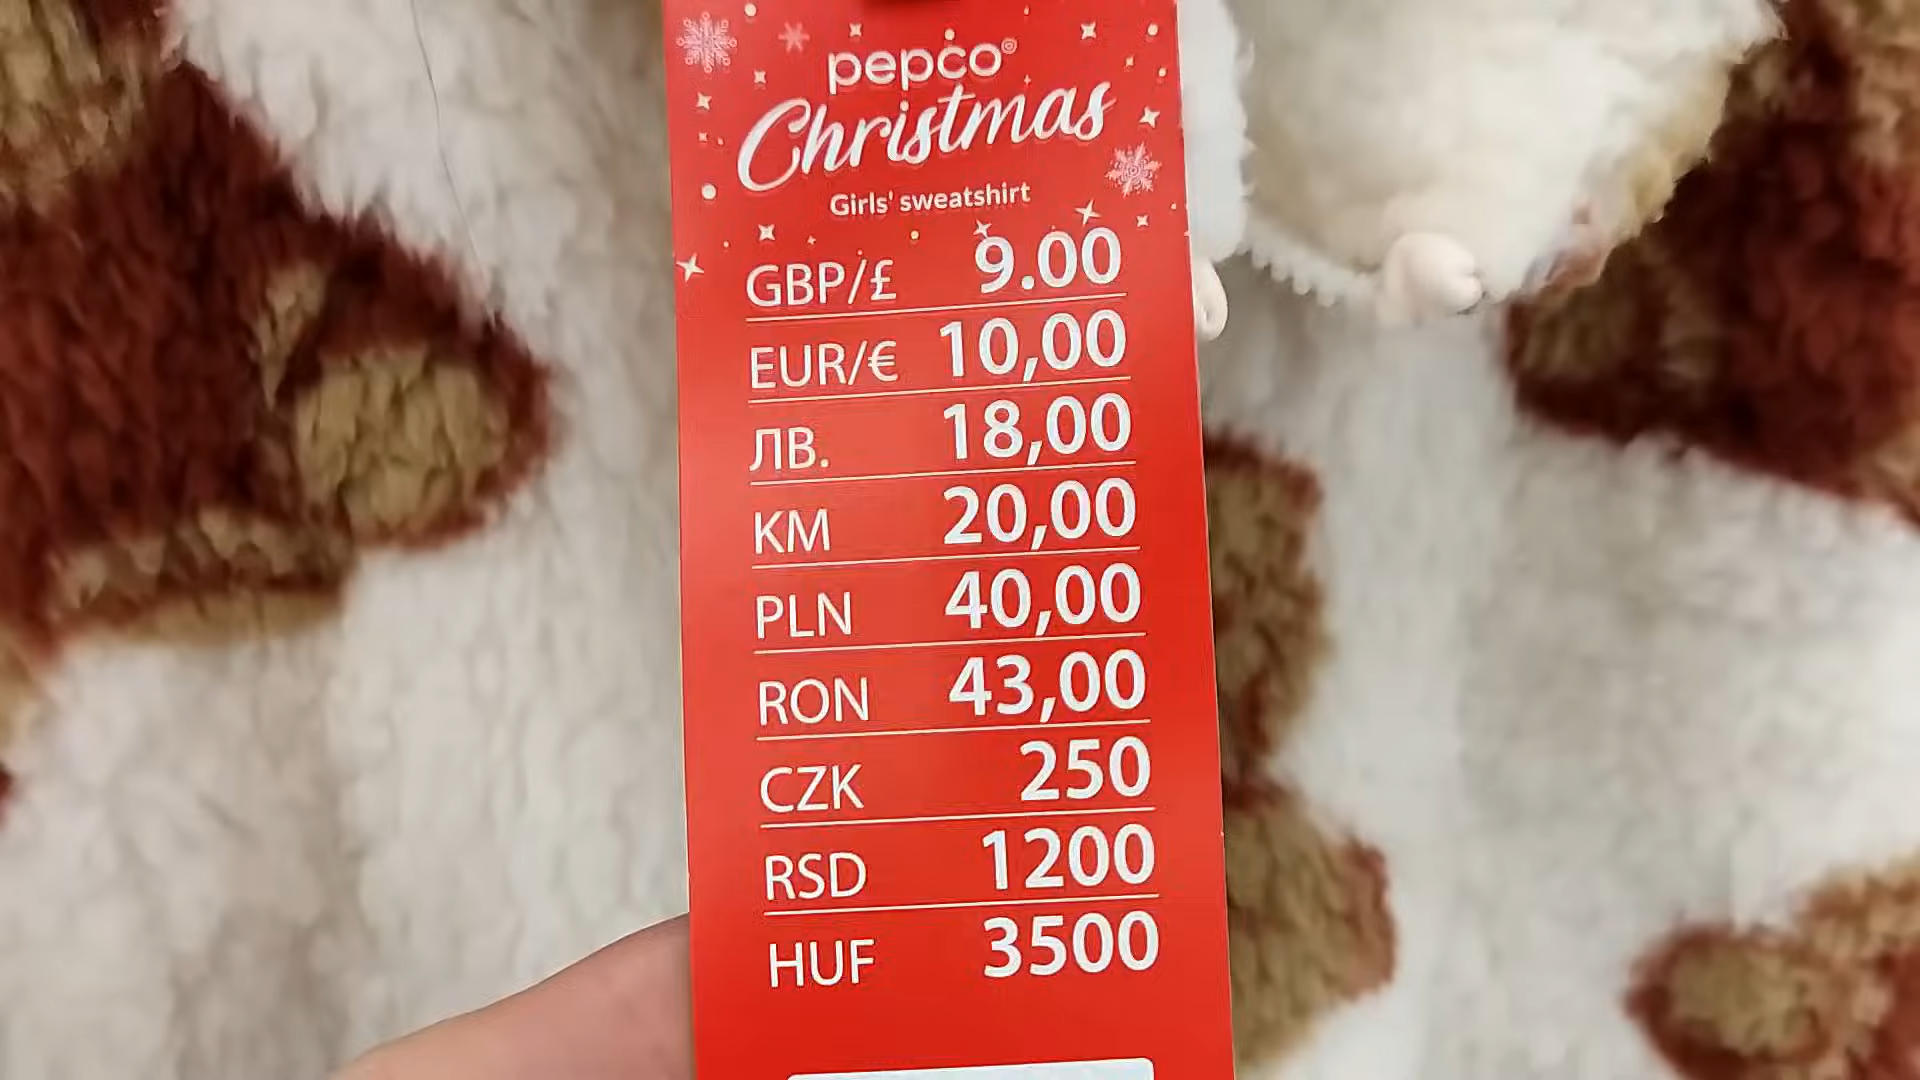 pepco®
Christmas
Girls' sweatshirt
GBP/£ 9.00
EUR/€ 10,00
ЛВ. 18,00
KM 20,00
PLN 40,00
RON 43,00
CZK 250
RSD 1200
HUF 3500